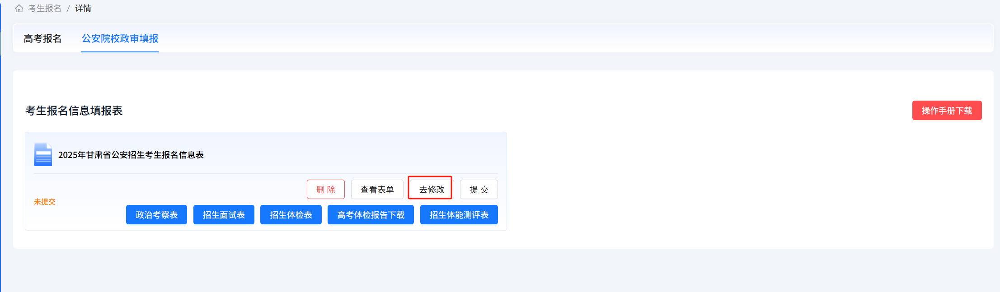 考生报名 / 详情
高考报名 公安院校政审填报
考生报名信息填报表 操作手册下载
2025年甘肃省公安招生考生报名信息表
删 除 查看表单 去修改 提 交
未提交
政治考察表 招生面试表 招生体检表 高考体检报告下载 招生体能测评表